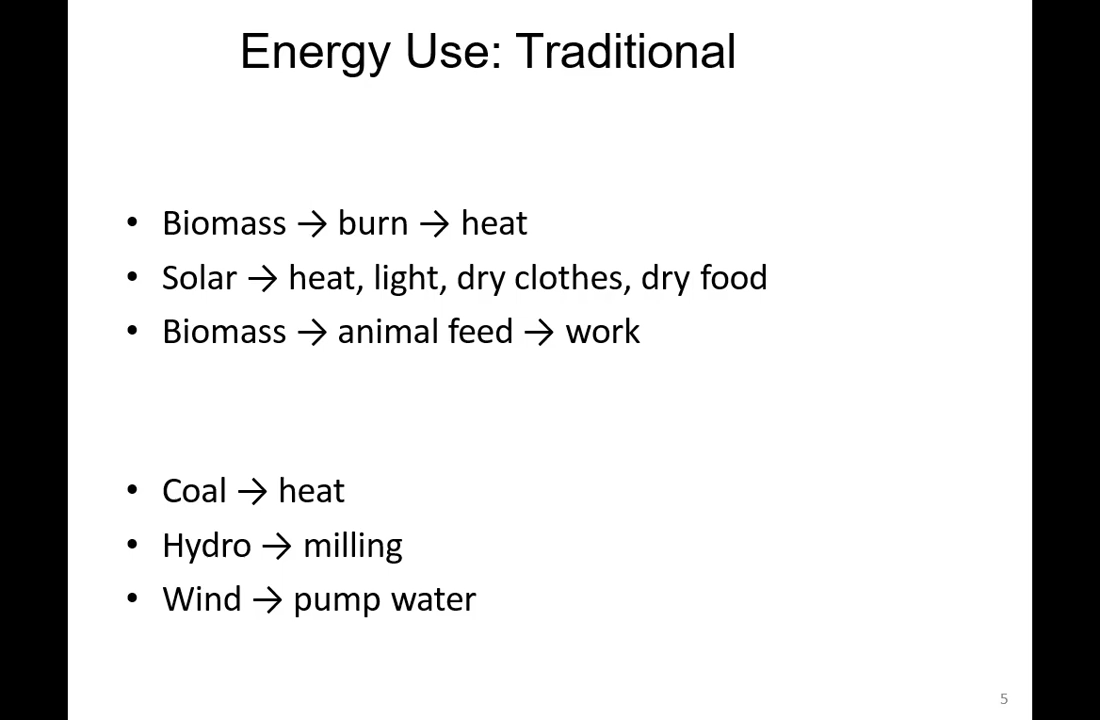 Energy Use: Traditional
• Biomass → burn → heat
• Solar → heat, light, dry clothes, dry food
• Biomass → animal feed → work
• Coal → heat
• Hydro → milling
• Wind → pump water
5